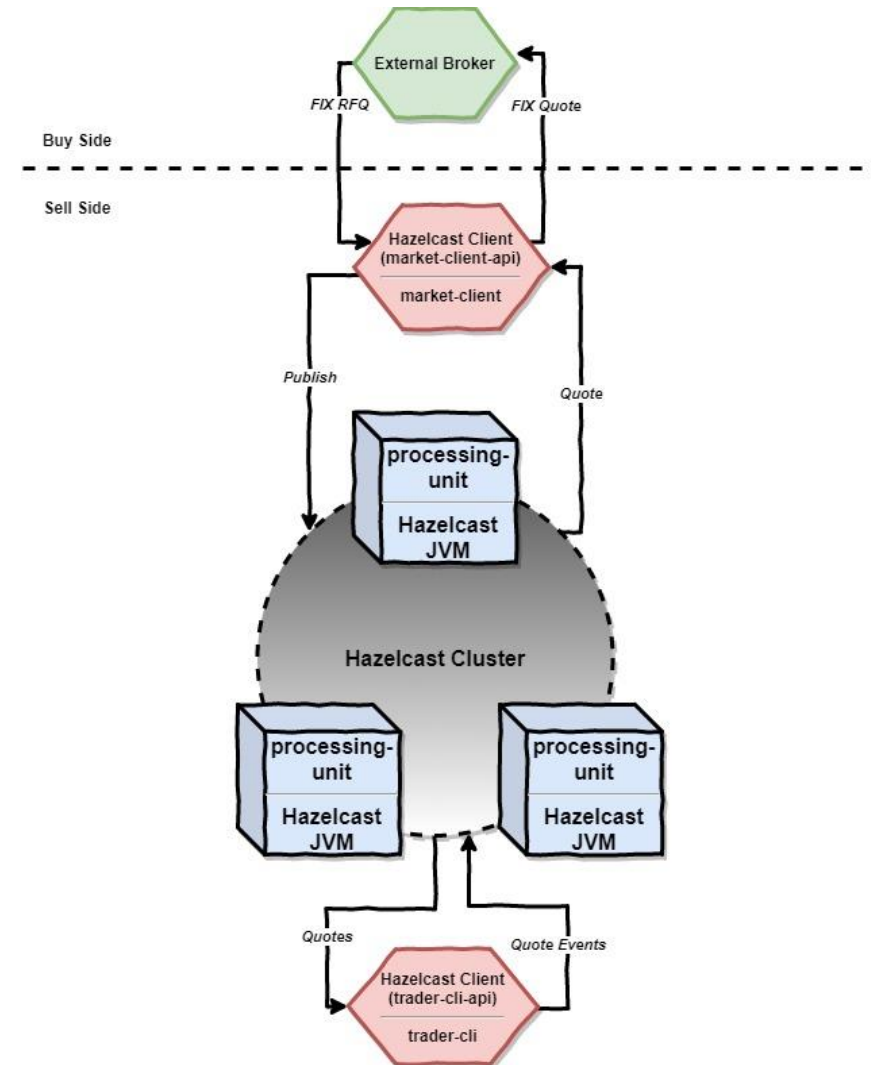 External Broker
FIX RFQ
FIX Quote
Buy Side
Sell Side
Hazelcast Client
(market-client-api)
market-client
Publish
Quote
processing-
unit
Hazelcast
JVM
Hazelcast Cluster
processing-
unit
Hazelcast
JVM
processing-
unit
Hazelcast
JVM
Quotes
Quote Events
Hazelcast Client
(trader-cli-api)
trader-cli